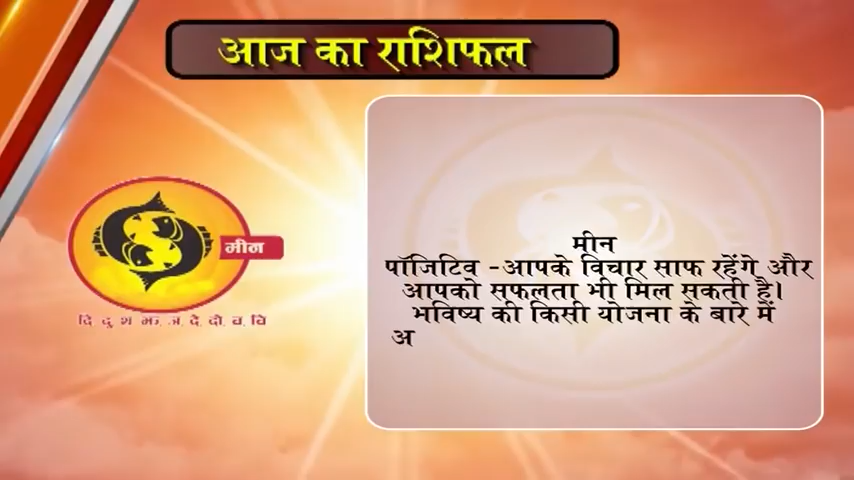 आज का राशिफल
मीन
दि, दु, श, झ, ञ, दे, दो, च, चि
मीन
पॉजिटिव -आपके विचार साफ रहेंगे और
आपको सफलता भी मिल सकती है।
भविष्य की किसी योजना के बारे में
अ